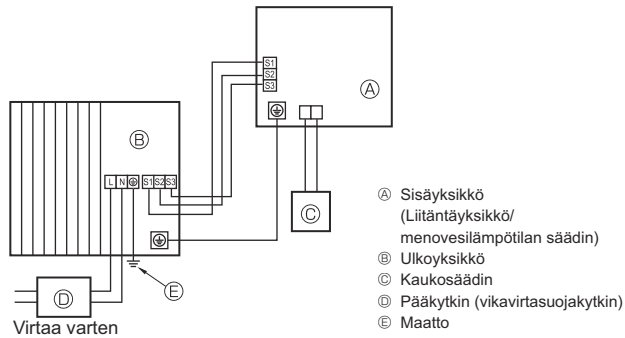 S1
S2
S3
Ⓐ
Ⓑ
L N S1 S2 S3
Ⓒ
Ⓓ
Ⓔ
Virtaa varten
Ⓐ Sisäyksikkö
(Liitäntäyksikkö/
menovesilämpötilan säädin)
Ⓑ Ulkoyksikkö
Ⓒ Kaukosäädin
Ⓓ Pääkytkin (vikavirtasuojakytkin)
Ⓔ Maatto